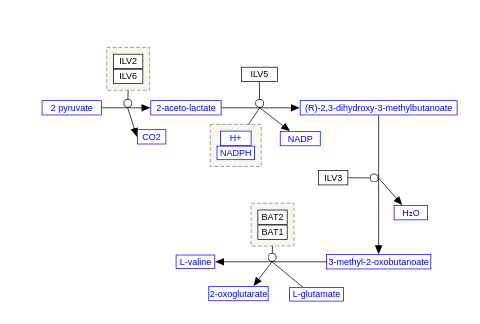 ILV2
ILV6
ILV5
2 pyruvate
2-aceto-lactate
(R)-2,3-dihydroxy-3-methylbutanoate
CO2
H+
NADPH
NADP
ILV3
H₂O
BAT2
BAT1
L-valine
3-methyl-2-oxobutanoate
2-oxoglutarate
L-glutamate